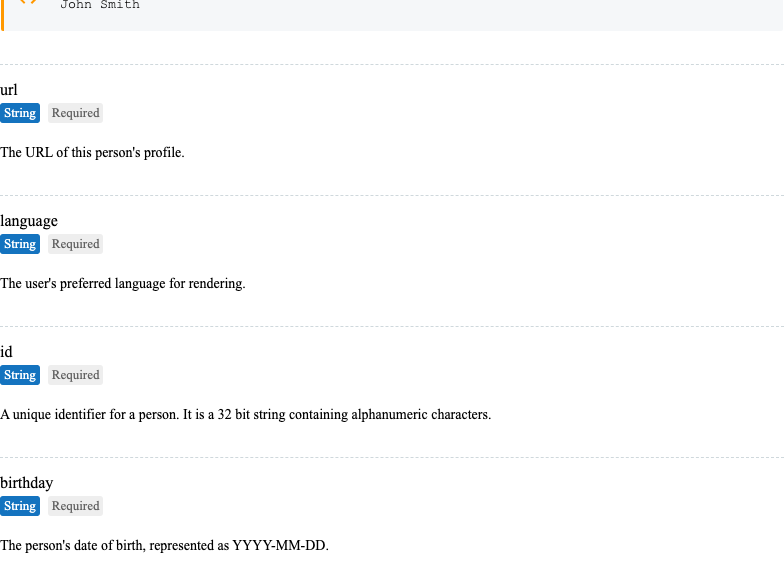 John Smith
url
String Required
The URL of this person's profile.
language
String Required
The user's preferred language for rendering.
id
String Required
A unique identifier for a person. It is a 32 bit string containing alphanumeric characters.
birthday
String Required
The person's date of birth, represented as YYYY-MM-DD.